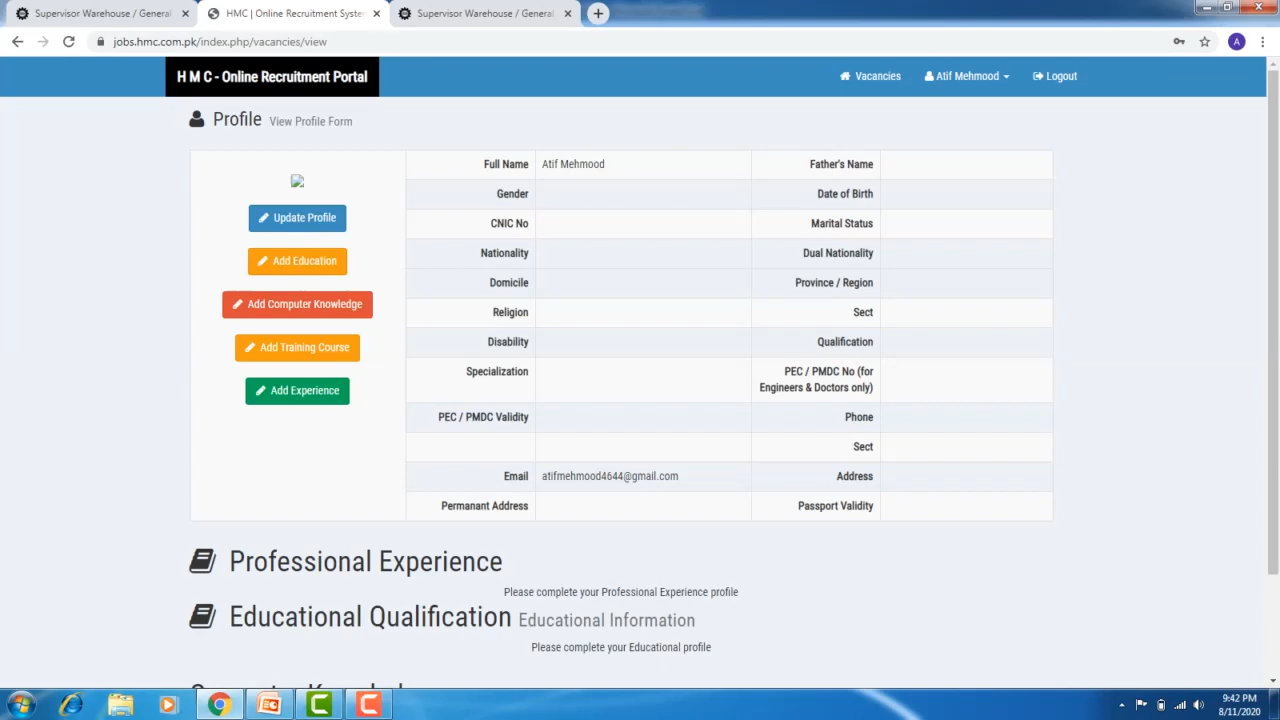 Supervisor Warehouse / General
HMC | Online Recruitment Syste
Supervisor Warehouse / General
jobs.hmc.com.pk/index.php/vacancies/view
A
H M C - Online Recruitment Portal
Vacancies
Atif Mehmood
Logout
Profile View Profile Form
Update Profile
Add Education
Add Computer Knowledge
Add Training Course
Add Experience
Full Name Atif Mehmood Father's Name
Gender Date of Birth
CNIC No Marital Status
Nationality Dual Nationality
Domicile Province / Region
Religion Sect
Disability Qualification
Specialization PEC / PMDC No (for
Engineers & Doctors only)
PEC / PMDC Validity Phone
Sect
Email atifmehmood4644@gmail.com Address
Permanant Address Passport Validity
Professional Experience
Please complete your Professional Experience profile
Educational Qualification Educational Information
Please complete your Educational profile
9:42 PM
8/11/2020